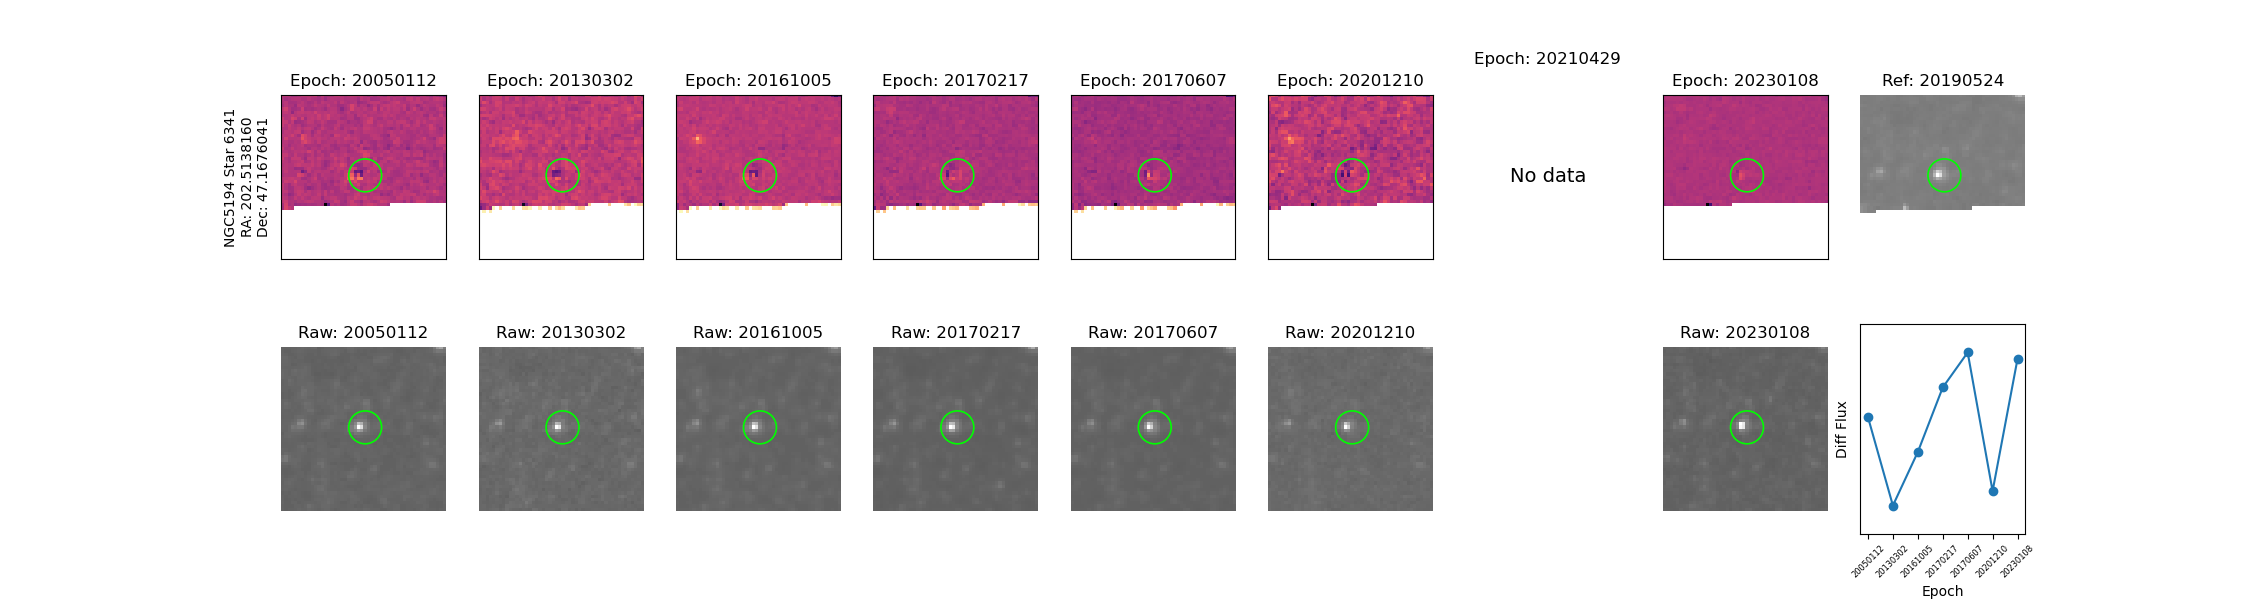 Epoch: 20210429
Epoch: 20050112
Epoch: 20130302
Epoch: 20161005
Epoch: 20170217
Epoch: 20170607
Epoch: 20201210
Epoch: 20230108
Ref: 20190524
NGC5194 Star 6341
RA: 202.5138160
Dec: 47.1676041
No data
Raw: 20050112
Raw: 20130302
Raw: 20161005
Raw: 20170217
Raw: 20170607
Raw: 20201210
Raw: 20230108
Diff Flux
20050112
20130302
20161005
20170217
20170607
20201210
20230108
Epoch